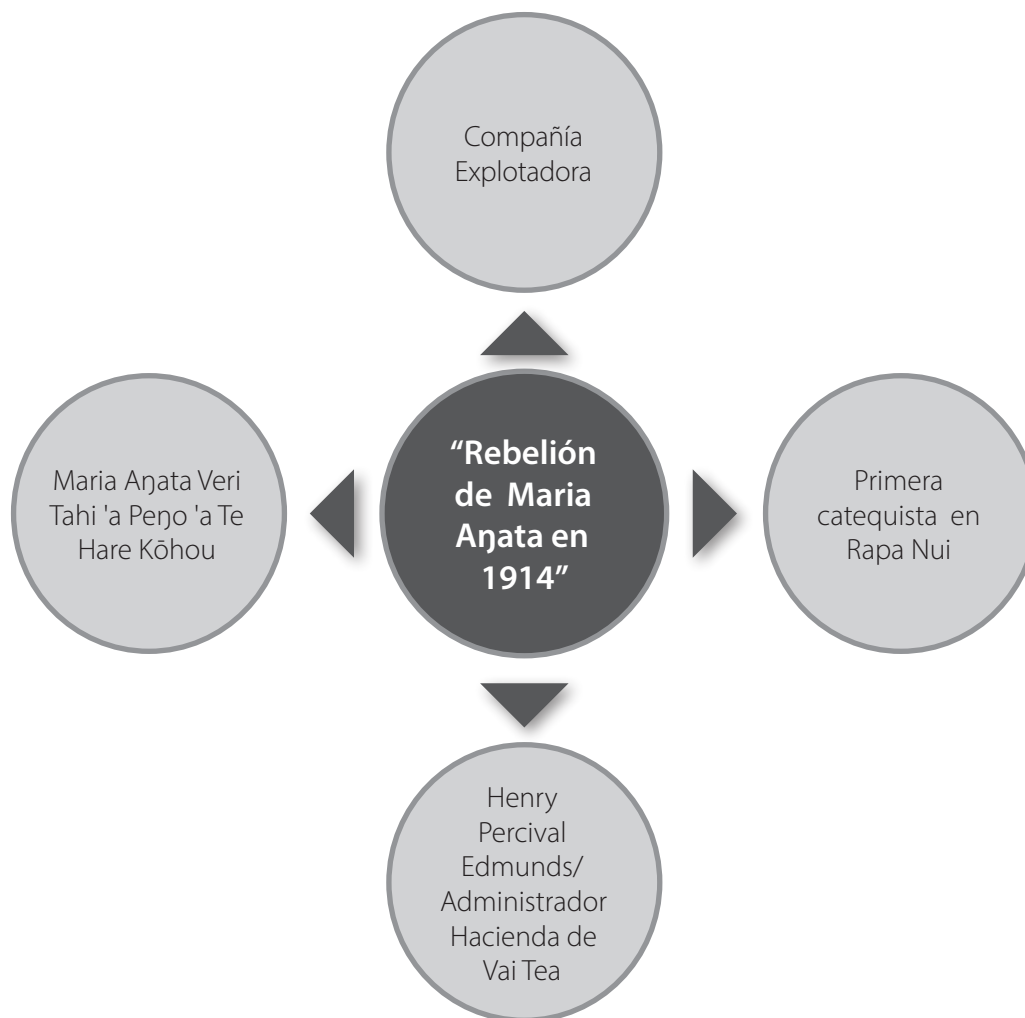 Compañía
Explotadora
Maria Aŋata Veri
Tahi 'a Peŋo 'a Te
Hare Kōhou
“Rebelión
de Maria
Aŋata en
1914”
Primera
catequista en
Rapa Nui
Henry
Percival
Edmunds/
Administrador
Hacienda de
Vai Tea